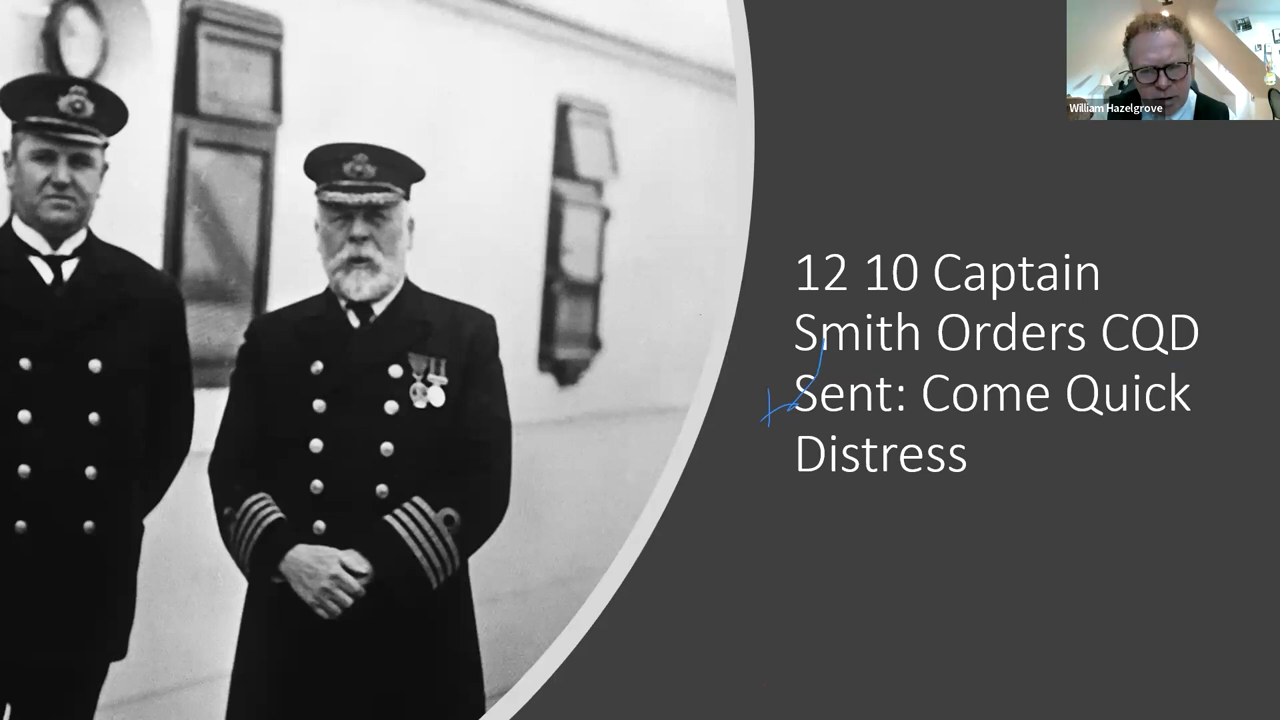 William Hazelgrove
12 10 Captain
Smith Orders CQD
Sent: Come Quick
Distress